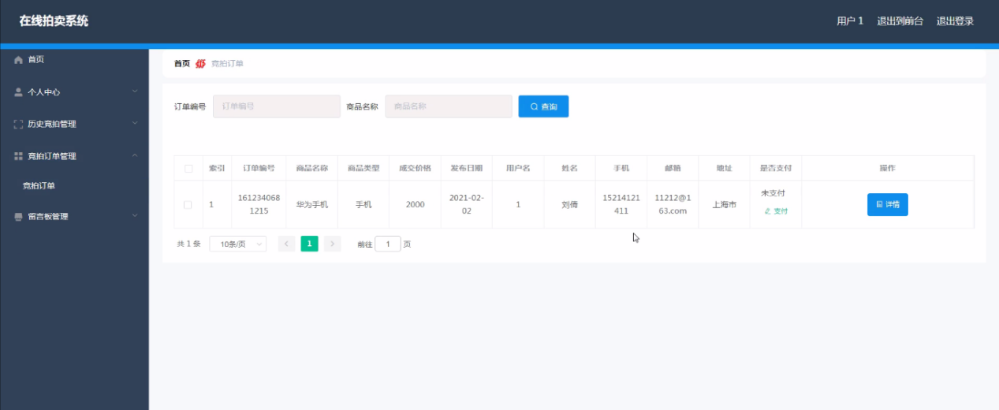 在线拍卖系统
用户 1 退出到前台 退出登录
首页
个人中心
历史竞拍管理
竞拍订单管理
竞拍订单
留言板管理
首页 竞拍订单
订单编号 订单编号 商品名称 商品名称 查询
索引 订单编号 商品名称 商品类型 成交价格 发布日期 用户名 姓名 手机 邮箱 地址 是否支付 操作
1 161234068 华为手机 手机 2000 2021-02- 1 刘倩 15214121 11212@1 上海市 未支付 详情
1215 02 411 63.com 支付
共 1 条 10条/页 1 前往 1 页